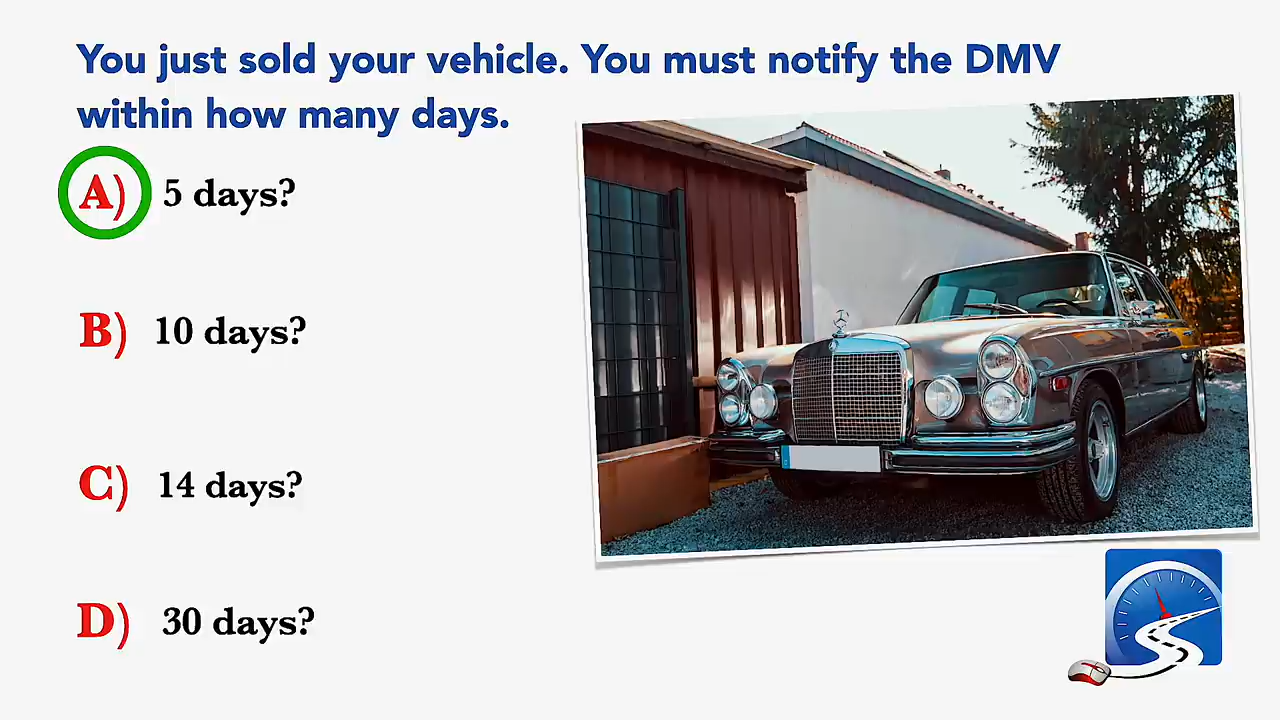 You just sold your vehicle. You must notify the DMV
within how many days.
A) 5 days?
B) 10 days?
C) 14 days?
D) 30 days?